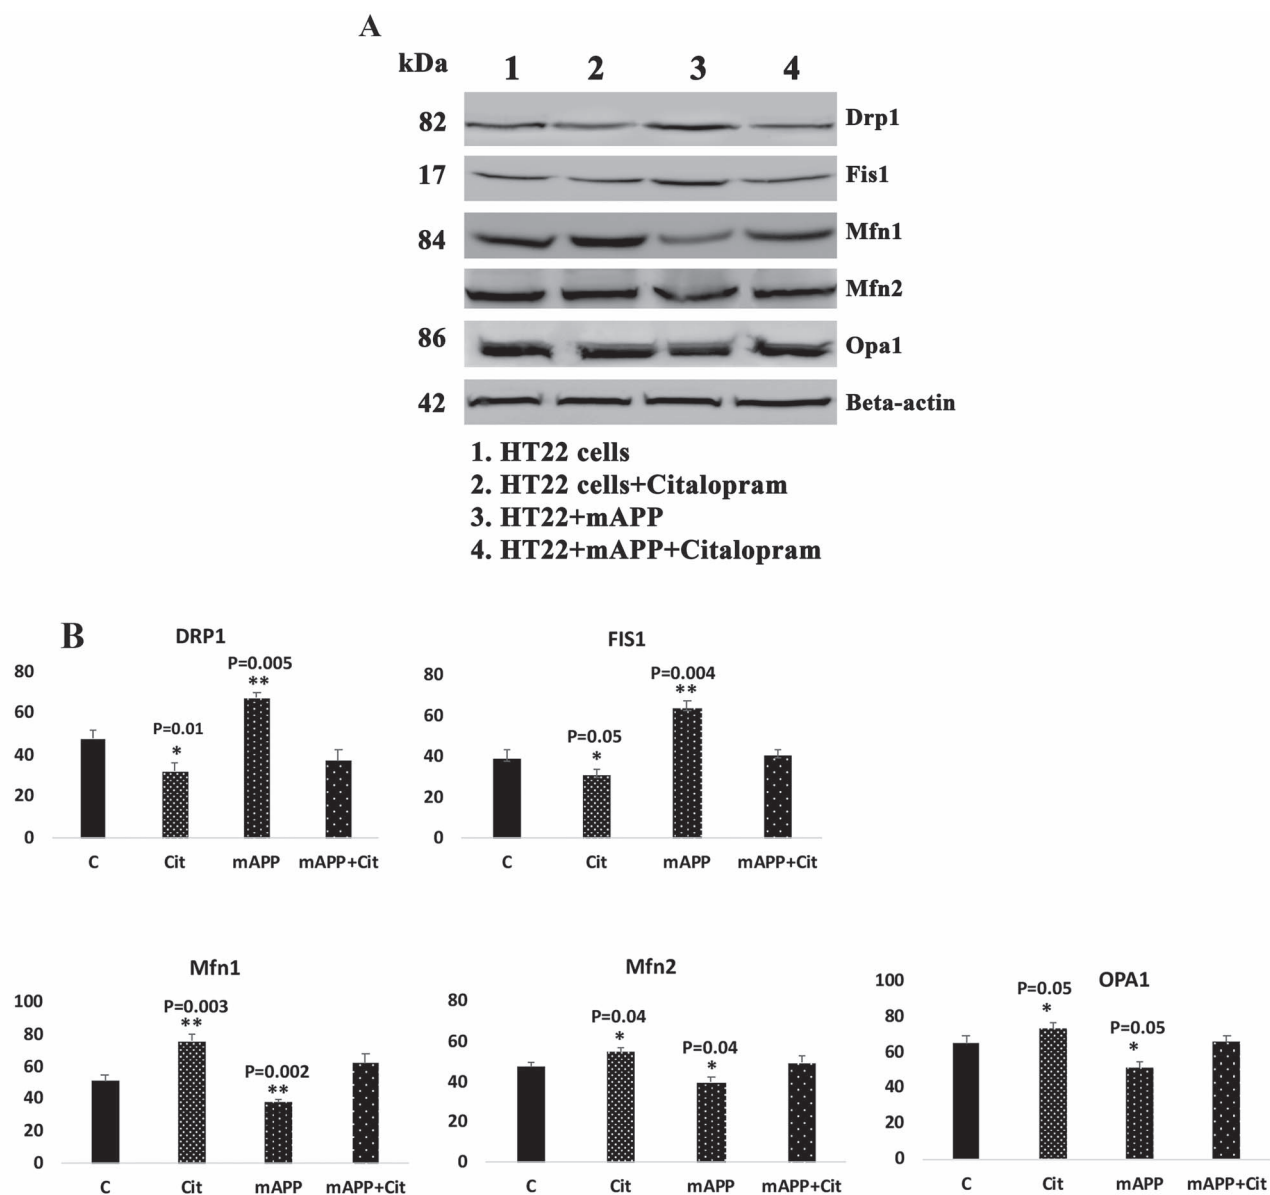 A
kDa 1 2 3 4
82 Drp1
17 Fis1
84 Mfn1
Mfn2
86 Opa1
42 Beta-actin
1. HT22 cells
2. HT22 cells+Citalopram
3. HT22+mAPP
4. HT22+mAPP+Citalopram
B
DRP1
80
60
40
20
0
P=0.01
*
P=0.005
**
C Cit mAPP mAPP+Cit
FIS1
80
60
40
20
0
P=0.05
*
P=0.004
**
C Cit mAPP mAPP+Cit
Mfn1
100
80
60
40
20
0
P=0.003
**
P=0.002
**
C Cit mAPP mAPP+Cit
Mfn2
80
60
40
20
0
P=0.04
*
P=0.04
*
C Cit mAPP mAPP+Cit
OPA1
100
80
60
40
20
0
P=0.05
*
P=0.05
*
C Cit mAPP mAPP+Cit